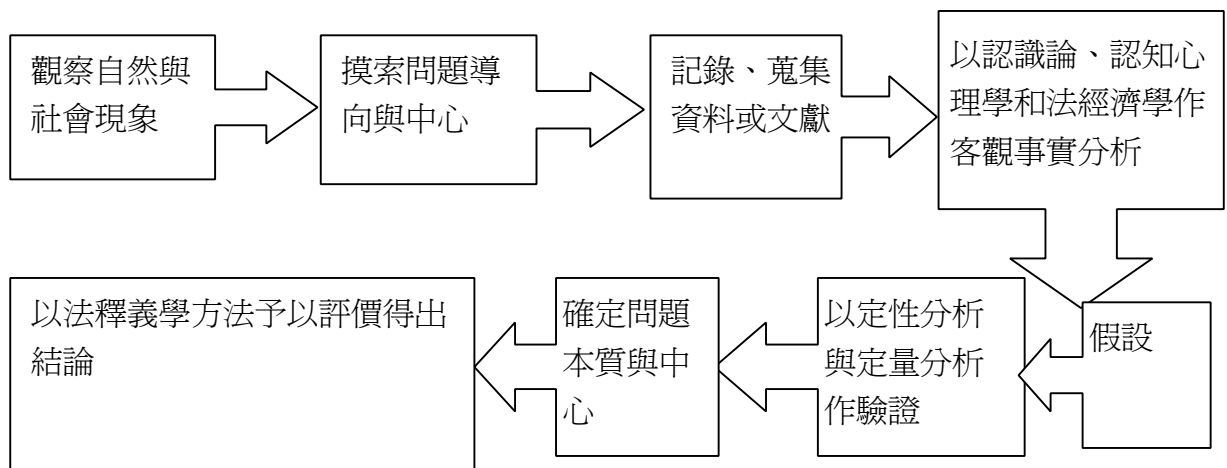 觀察自然與
社會現象
摸索問題導
向與中心
記錄、蒐集
資料或文獻
以認識論、認知心
理學和法經濟學作
客觀事實分析
假設
以定性分析
與定量分析
作驗證
確定問題
本質與中
心
以法釋義學方法予以評價得出
結論